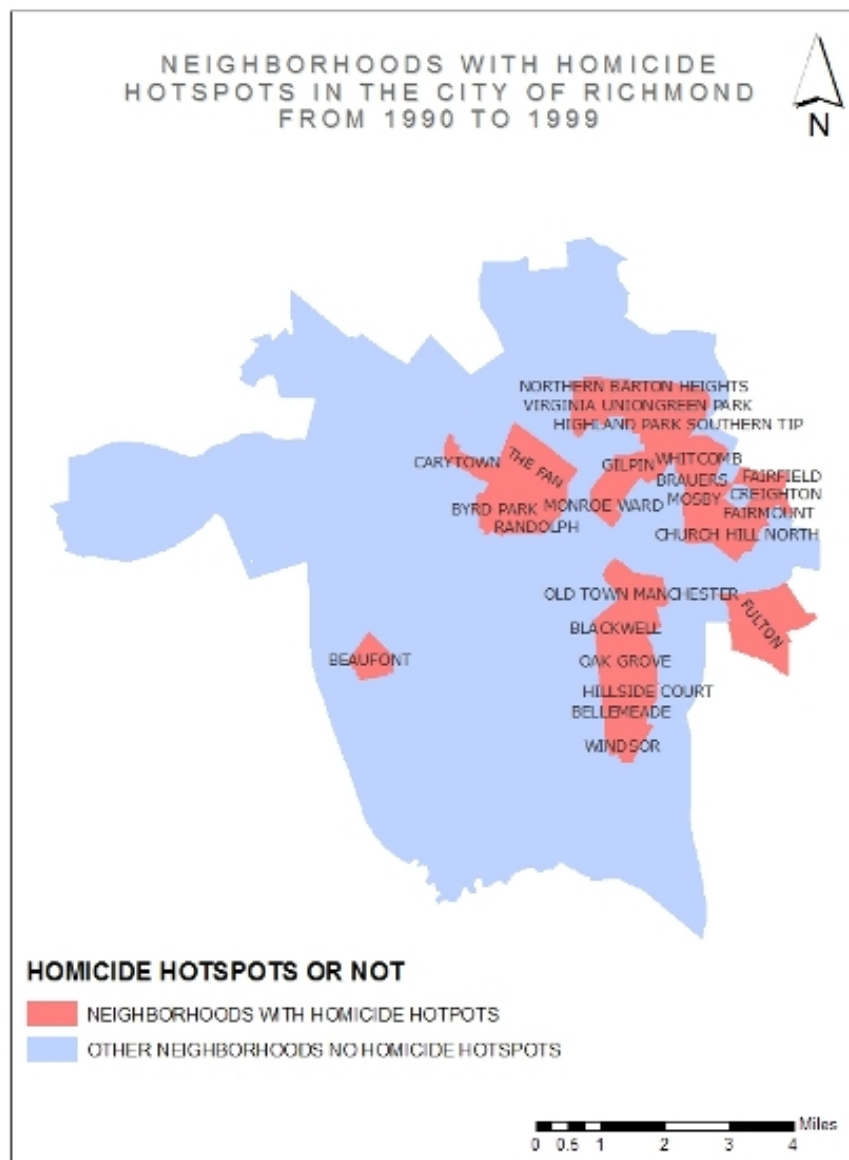 NEIGHBORHOODS WITH HOMICIDE
HOTSPOTS IN THE CITY OF RICHMOND
FROM 1990 TO 1999
N
NORTHERN BARTON HEIGHTS
VIRGINIA UNIONGREEN PARK
HIGHLAND PARK SOUTHERN TIP
CARYTOWN
THE FAN
GILPIN
WHITCOMB
BRAUERS
FAIRFIELD
MOSBY
CREIGHTON
BYRD PARK
MONROE WARD
FAIRMOUNT
RANDOLPH
CHURCH HILL NORTH
OLD TOWN MANCHESTER
FULTON
BLACKWELL
BEAUFONT
OAK GROVE
HILLSIDE COURT
BELLEMEADE
WINDSOR
HOMICIDE HOTSPOTS OR NOT
NEIGHBORHOODS WITH HOMICIDE HOTPOTS
OTHER NEIGHBORHOODS NO HOMICIDE HOTSPOTS
Miles
0 0.5 1 2 3 4